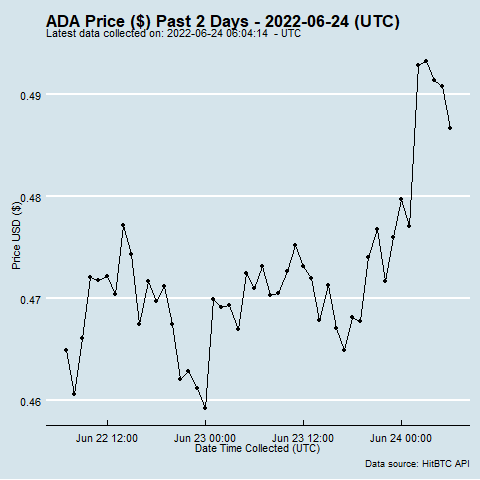 ADA Price ($) Past 2 Days - 2022-06-24 (UTC)
Latest data collected on: 2022-06-24 06:04:14  - UTC
Price USD ($)
0.49
0.48
0.47
0.46
Jun 22 12:00
Jun 23 00:00
Jun 23 12:00
Jun 24 00:00
Date Time Collected (UTC)
Data source: HitBTC API